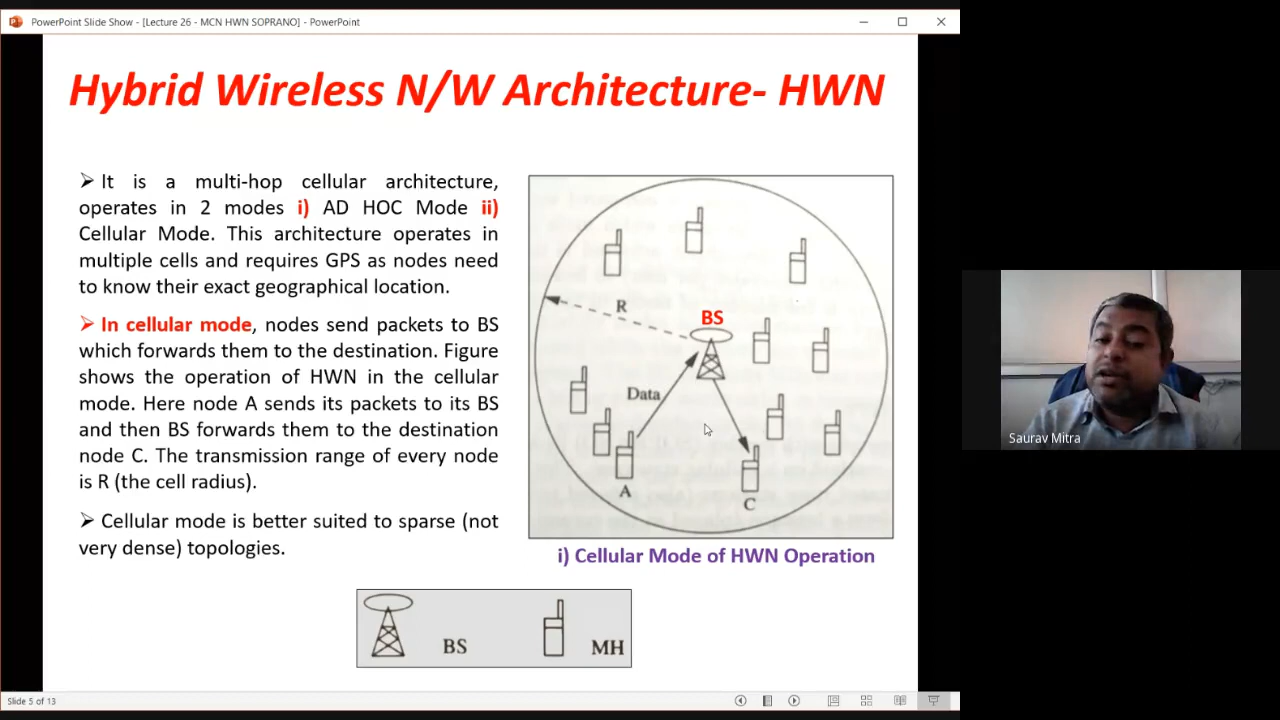 PowerPoint Slide Show - [Lecture 26 - MCN HWN SOPRANO] - PowerPoint
Hybrid Wireless N/W Architecture- HWN
➢ It is a multi-hop cellular architecture,
operates in 2 modes i) AD HOC Mode ii)
Cellular Mode. This architecture operates in
multiple cells and requires GPS as nodes need
to know their exact geographical location.
➢ In cellular mode, nodes send packets to BS
which forwards them to the destination. Figure
shows the operation of HWN in the cellular
mode. Here node A sends its packets to its BS
and then BS forwards them to the destination
node C. The transmission range of every node
is R (the cell radius).
➢ Cellular mode is better suited to sparse (not
very dense) topologies.
R
BS
Data
A
C
i) Cellular Mode of HWN Operation
BS
MH
Saurav Mitra
Slide 5 of 13